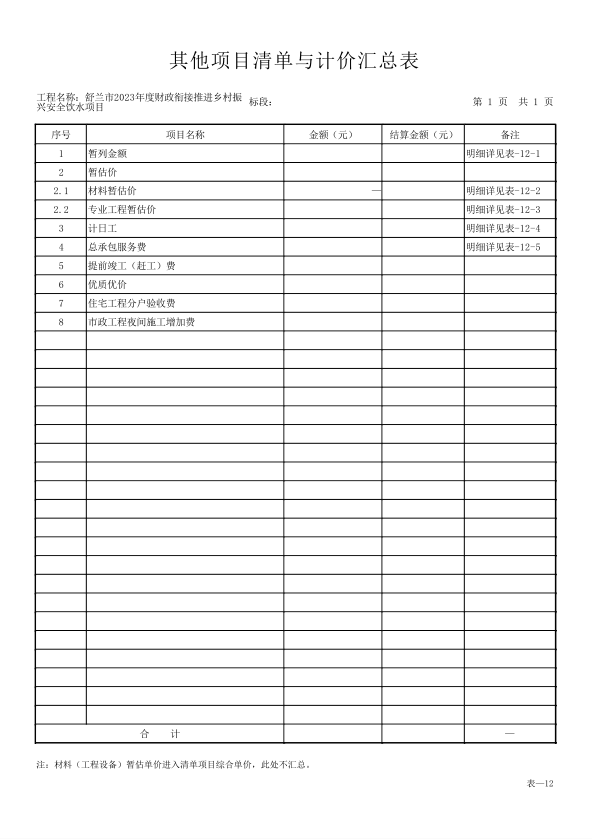 其他项目清单与计价汇总表
工程名称：舒兰市2023年度财政衔接推进乡村振
兴安全饮水项目 标段： 第 1 页 共 1 页
序号 项目名称 金额（元） 结算金额（元） 备注
1 暂列金额 明细详见表-12-1
2 暂估价
2.1 材料暂估价 — 明细详见表-12-2
2.2 专业工程暂估价 明细详见表-12-3
3 计日工 明细详见表-12-4
4 总承包服务费 明细详见表-12-5
5 提前竣工（赶工）费
6 优质优价
7 住宅工程分户验收费
8 市政工程夜间施工增加费
合 计 —
注：材料（工程设备）暂估单价进入清单项目综合单价，此处不汇总。
表—12